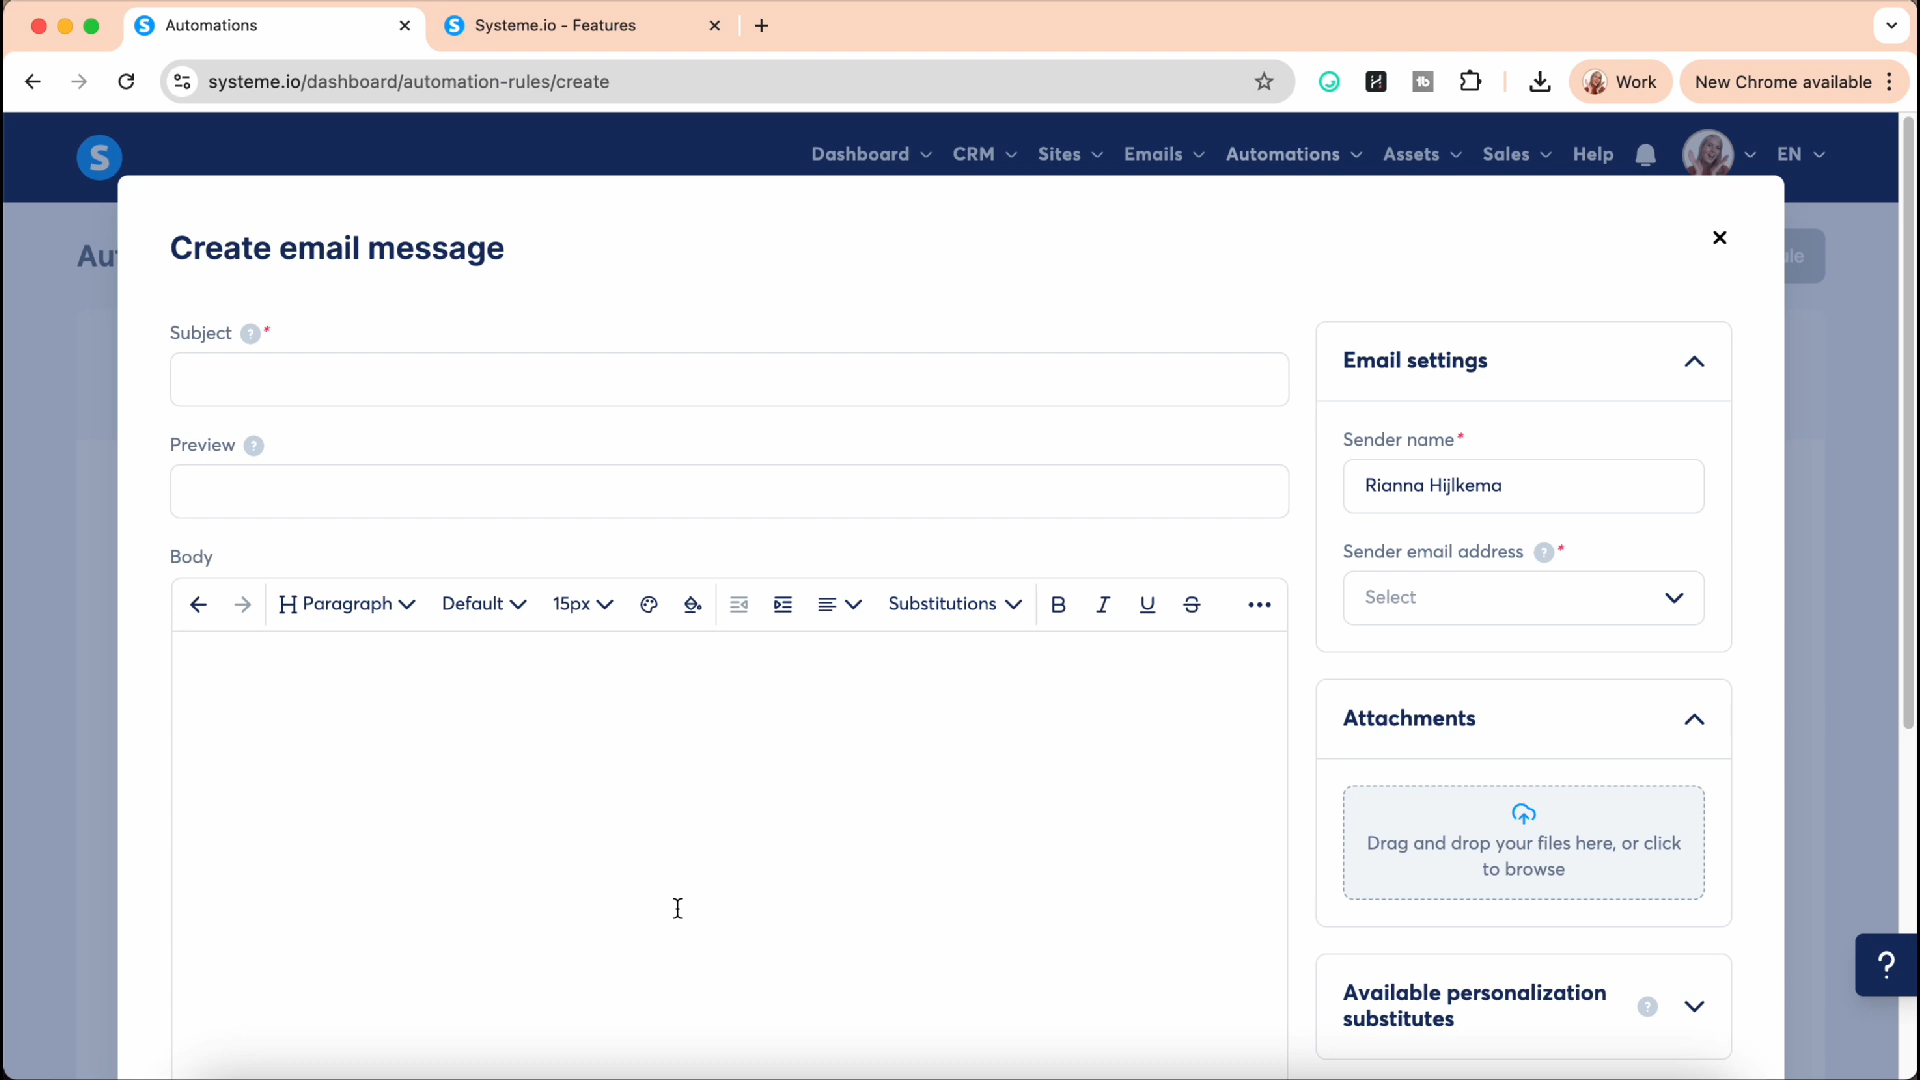 Automations
Systeme.io - Features
systeme.io/dashboard/automation-rules/create
Work
New Chrome available
S
Dashboard
CRM
Sites
Emails
Automations
Assets
Sales
Help
EN
Au
ule
Create email message
Subject ? *
Preview ?
Body
H Paragraph
Default
15px
Substitutions
B
I
U
S
Email settings
Sender name*
Rianna Hijlkema
Sender email address ? *
Select
Attachments
Drag and drop your files here, or click
to browse
Available personalization
substitutes
?
?